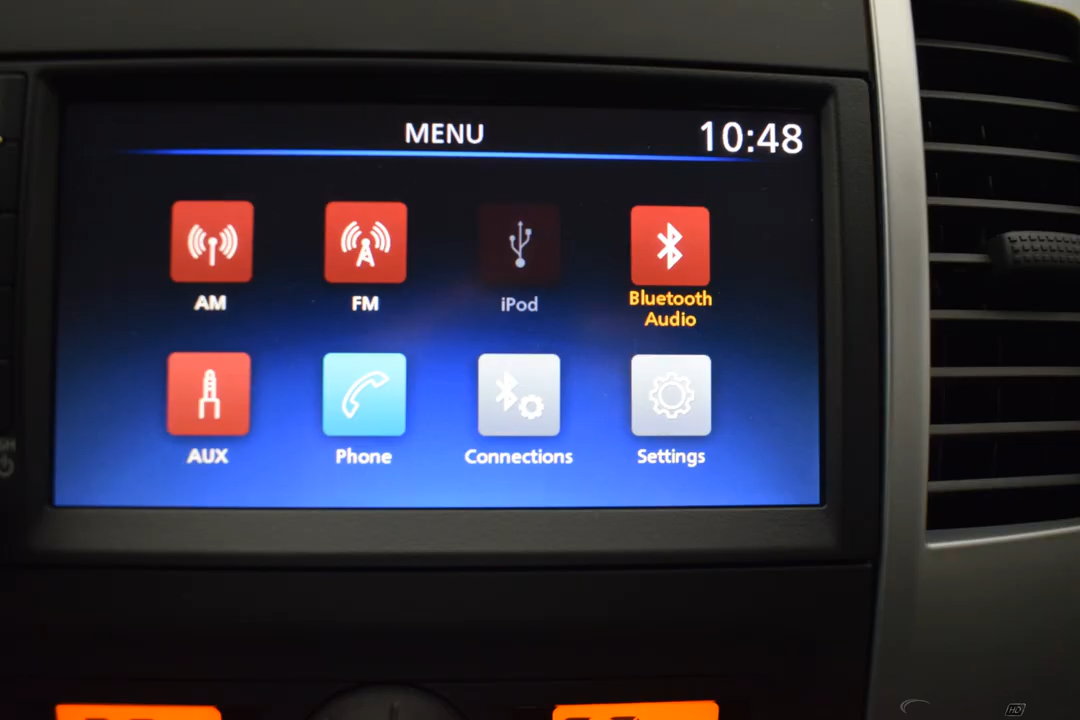 MENU 10:48
AM FM iPod Bluetooth
Audio
AUX Phone Connections Settings
HD